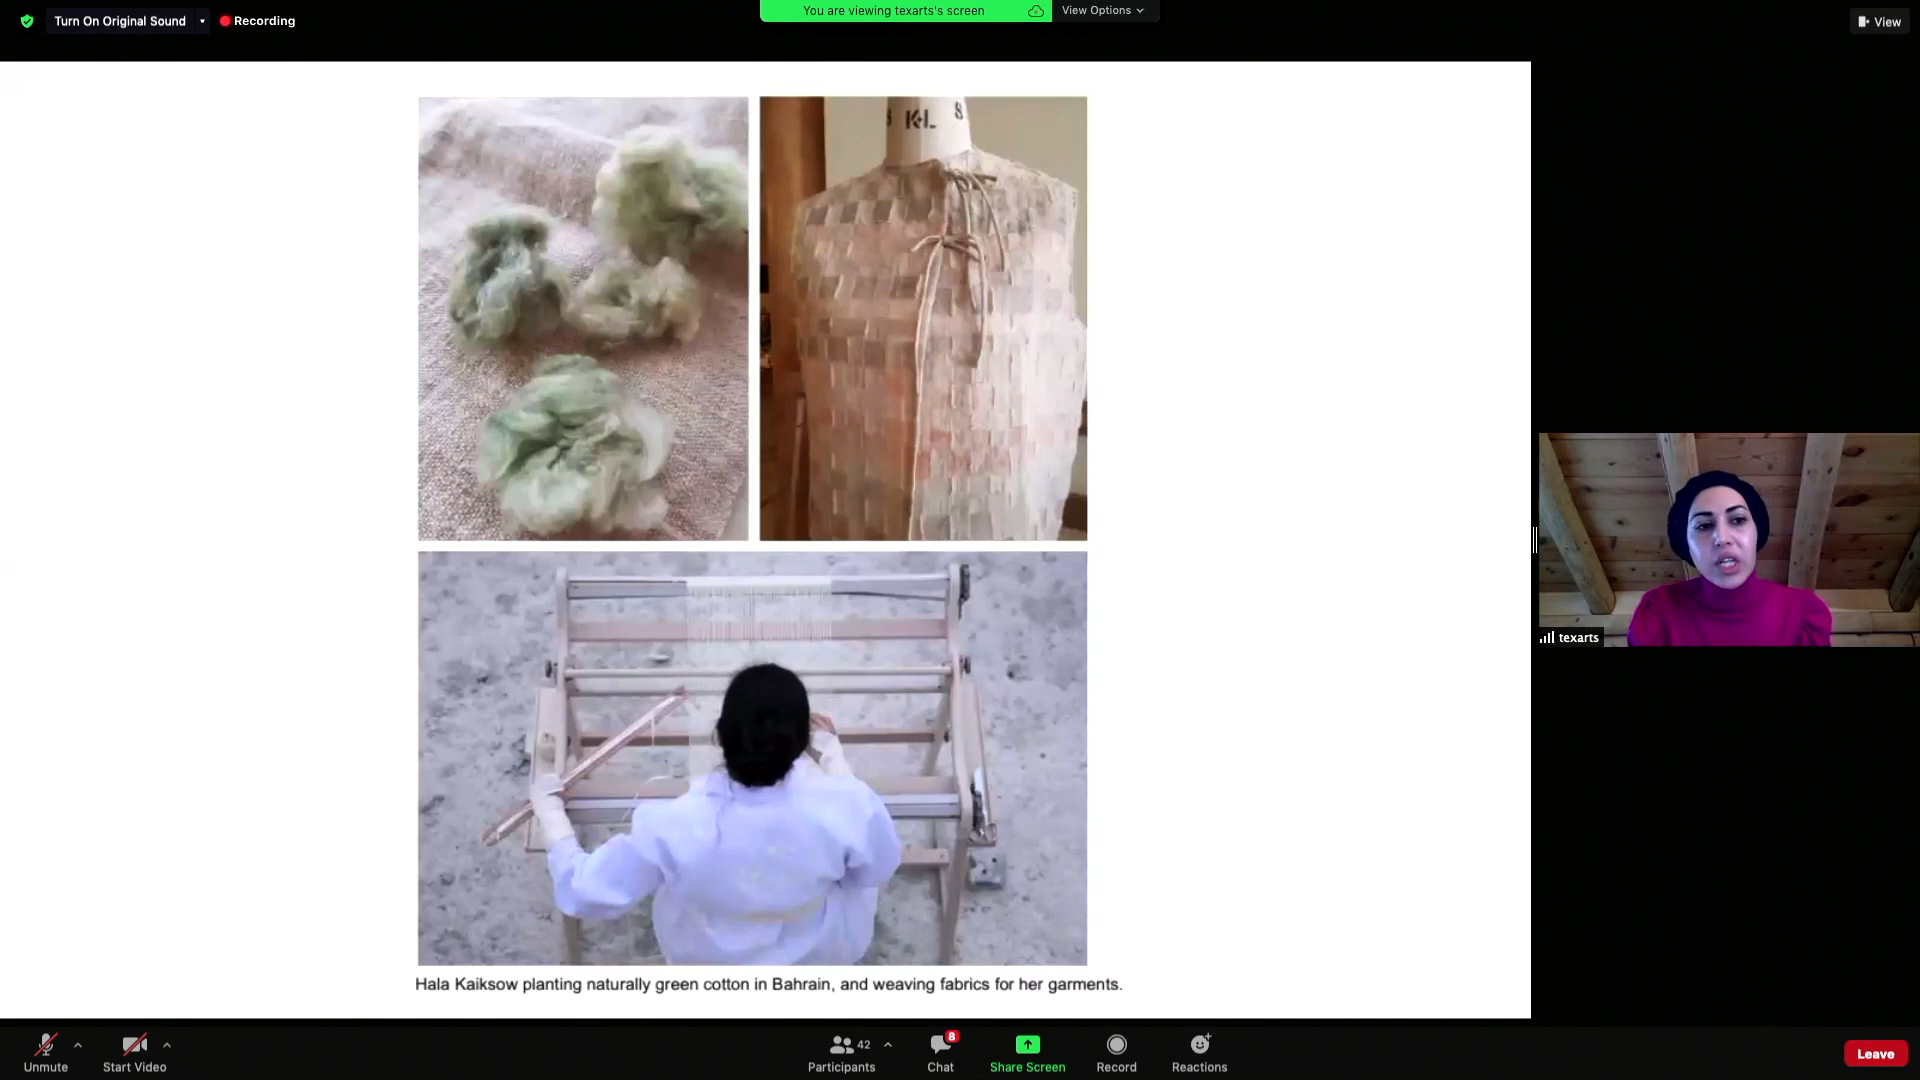 Turn On Original Sound
Recording
You are viewing texarts's screen
View Options
View
8 K&L 8
texarts
Hala Kaiksow planting naturally green cotton in Bahrain, and weaving fabrics for her garments.
Unmute
Start Video
42
Participants
8
Chat
Share Screen
Record
Reactions
Leave